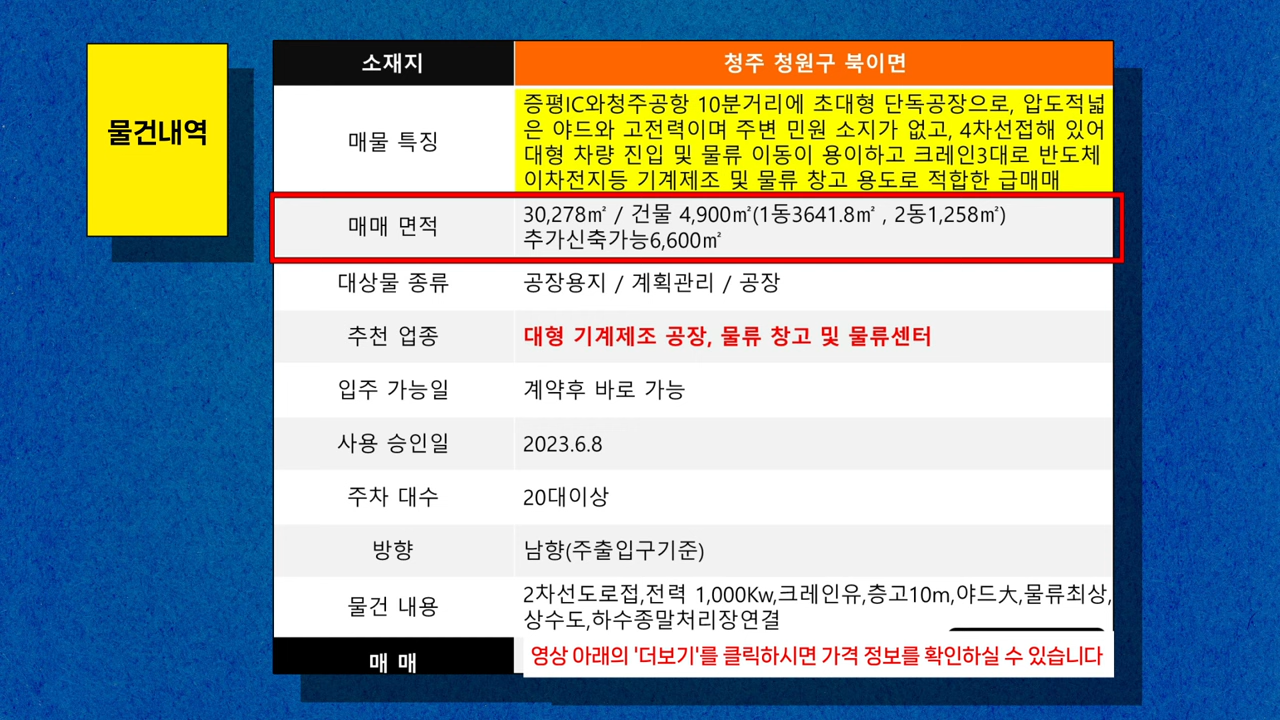 물건내역
소재지
청주 청원구 북이면
매물 특징
증평IC와청주공항 10분거리에 초대형 단독공장으로, 압도적넓
은 야드와 고전력이며 주변 민원 소지가 없고, 4차선접해 있어
대형 차량 진입 및 물류 이동이 용이하고 크레인3대로 반도체
이차전지등 기계제조 및 물류 창고 용도로 적합한 급매매
매매 면적
30,278㎡ / 건물 4,900㎡(1동3641.8㎡ , 2동1,258㎡)
추가신축가능6,600㎡
대상물 종류
공장용지 / 계획관리 / 공장
추천 업종
대형 기계제조 공장, 물류 창고 및 물류센터
입주 가능일
계약후 바로 가능
사용 승인일
2023.6.8
주차 대수
20대이상
방향
남향(주출입구기준)
물건 내용
2차선도로접,전력 1,000Kw,크레인유,층고10m,야드大,물류최상,
상수도,하수종말처리장연결
매 매
영상 아래의 '더보기'를 클릭하시면 가격 정보를 확인하실 수 있습니다